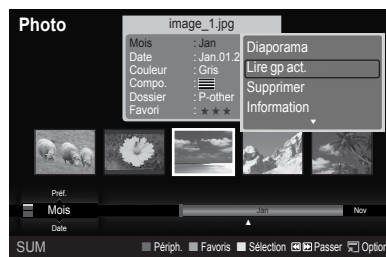 Photo
image_1.jpg
Mois : Jan
Date : Jan.01.2
Couleur : Gris
Compo. :
Dossier : P-other
Favori : ★ ★ ★
Diaporama
Lire gp act.
Supprimer
Information
Préf.
Mois
Jan
Nov
Date
SUM
Périph.
Favoris
Sélection
Passer
Option